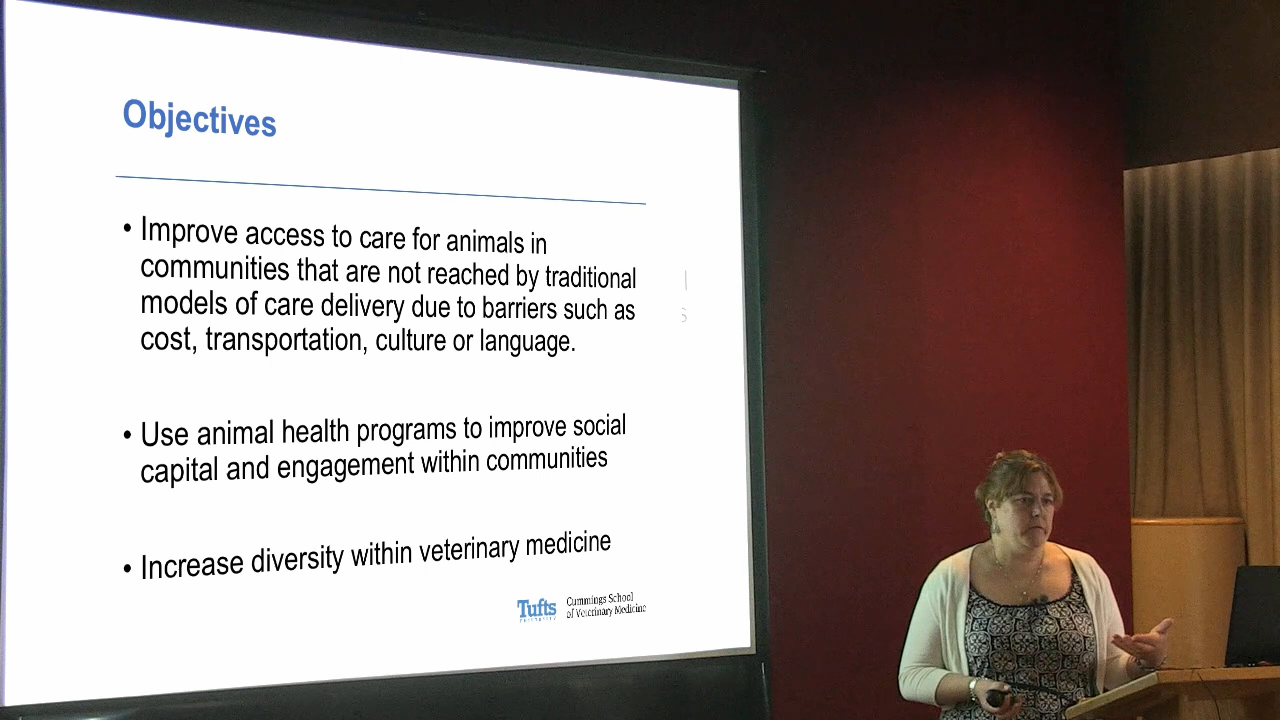 Objectives
• Improve access to care for animals in
communities that are not reached by traditional
models of care delivery due to barriers such as
cost, transportation, culture or language.
• Use animal health programs to improve social
capital and engagement within communities
• Increase diversity within veterinary medicine
Tufts
UNIVERSITY
Cummings School
of Veterinary Medicine